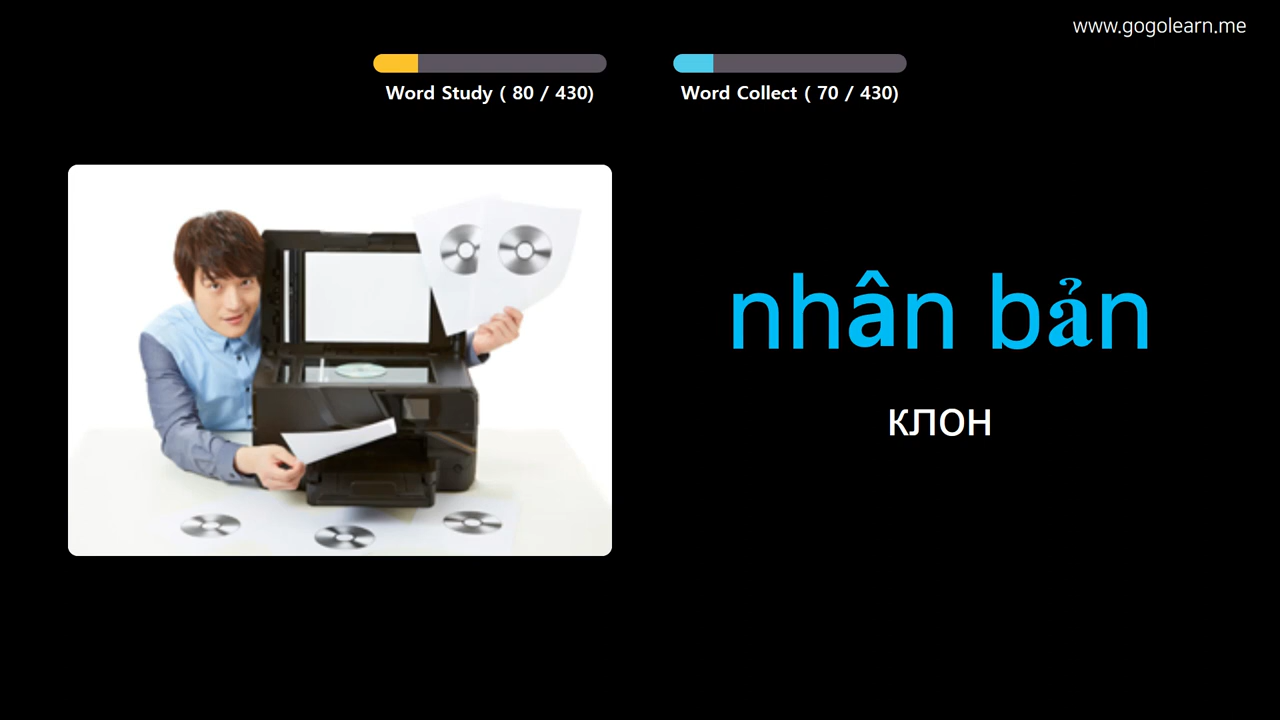 www.gogolearn.me
Word Study ( 80 / 430)
Word Collect ( 70 / 430)
nhân bản
клон